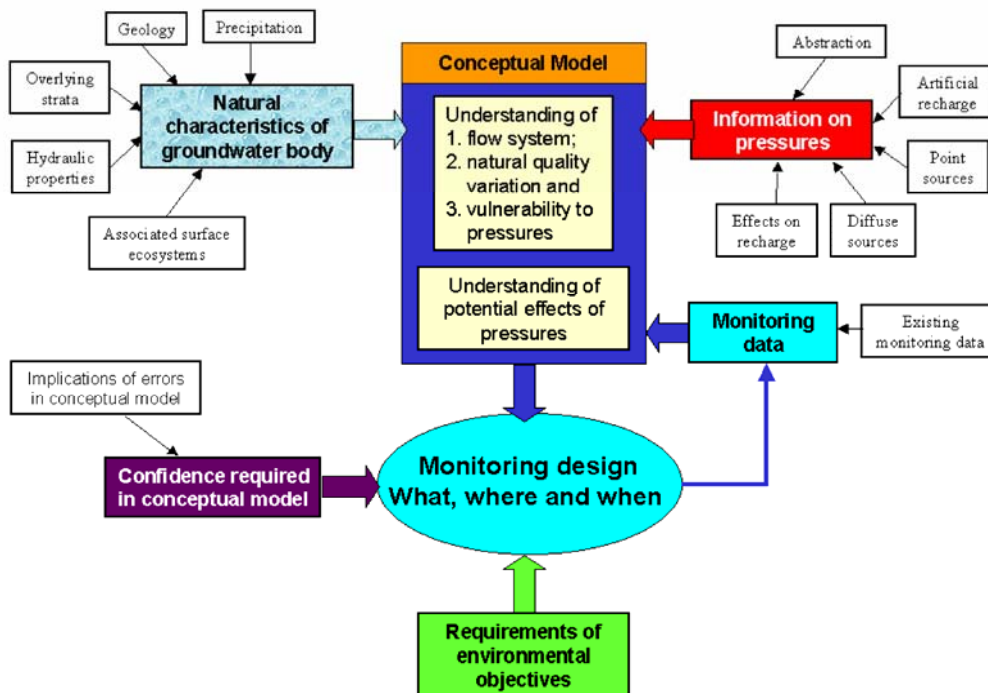 Geology
Precipitation
Overlying
strata
Hydraulic
properties
Natural
characteristics of
groundwater body
Associated surface
ecosystems
Conceptual Model
Understanding of
1. flow system;
2. natural quality
variation and
3. vulnerability to
pressures
Understanding of
potential effects of
pressures
Abstraction
Artificial
recharge
Information on
pressures
Point
sources
Effects on
recharge
Diffuse
sources
Monitoring
data
Existing
monitoring data
Implications of errors
in conceptual model
Confidence required
in conceptual model
Monitoring design
What, where and when
Requirements of
environmental
objectives